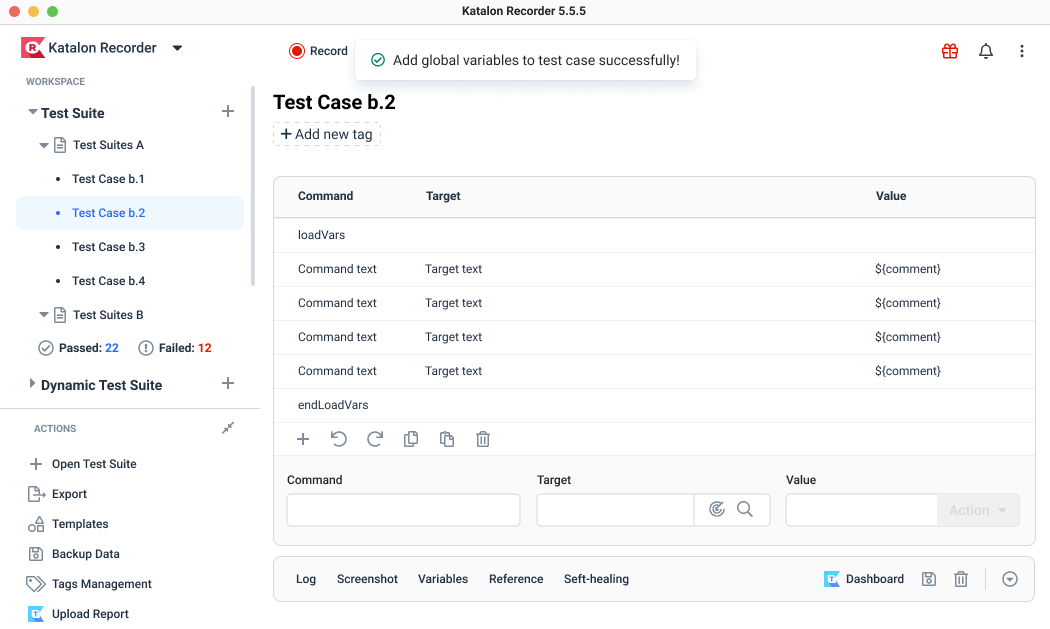 Katalon Recorder 5.5.5
Katalon Recorder
Record
Add global variables to test case successfully!
WORKSPACE
Test Suite
Test Suites A
Test Case b.1
Test Case b.2
Test Case b.3
Test Case b.4
Test Suites B
Passed: 22 Failed: 12
Dynamic Test Suite
ACTIONS
Open Test Suite
Export
Templates
Backup Data
Tags Management
Upload Report
Test Case b.2
Add new tag
Command Target Value
loadVars
Command text Target text ${comment}
Command text Target text ${comment}
Command text Target text ${comment}
Command text Target text ${comment}
endLoadVars
Command Target Value
Action
Log Screenshot Variables Reference Seft-healing Dashboard